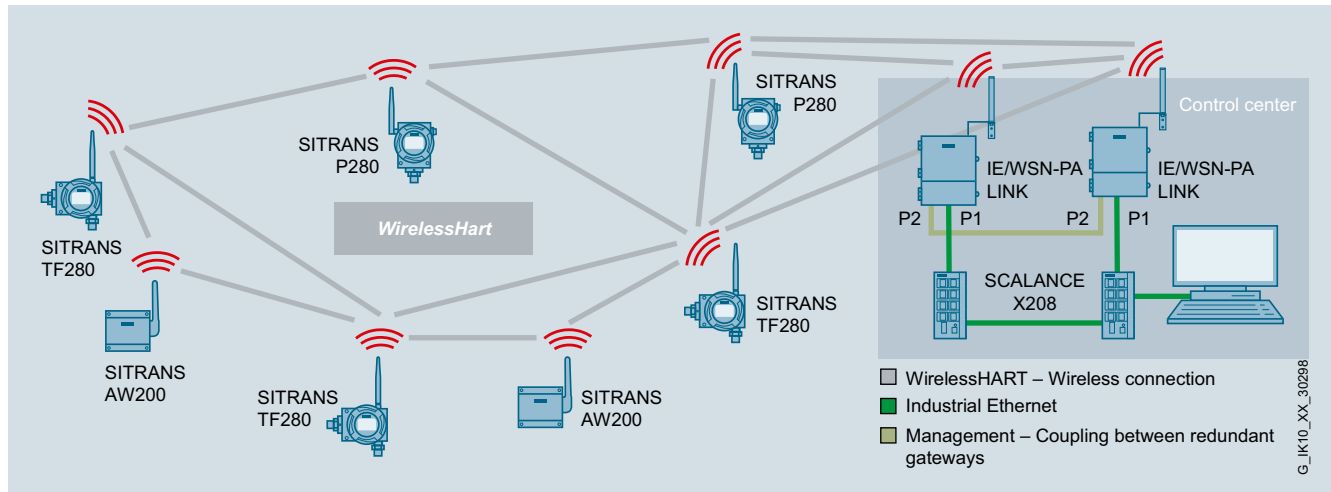 SITRANS
P280
SITRANS
P280
Control center
IE/WSN-PA
LINK
IE/WSN-PA
LINK
P2
P1
P2
P1
WirelessHart
SITRANS
TF280
SCALANCE
X208
SITRANS
TF280
SITRANS
AW200
SITRANS
TF280
SITRANS
AW200
WirelessHART – Wireless connection
Industrial Ethernet
Management – Coupling between redundant
gateways
G_IK10_XX_30298